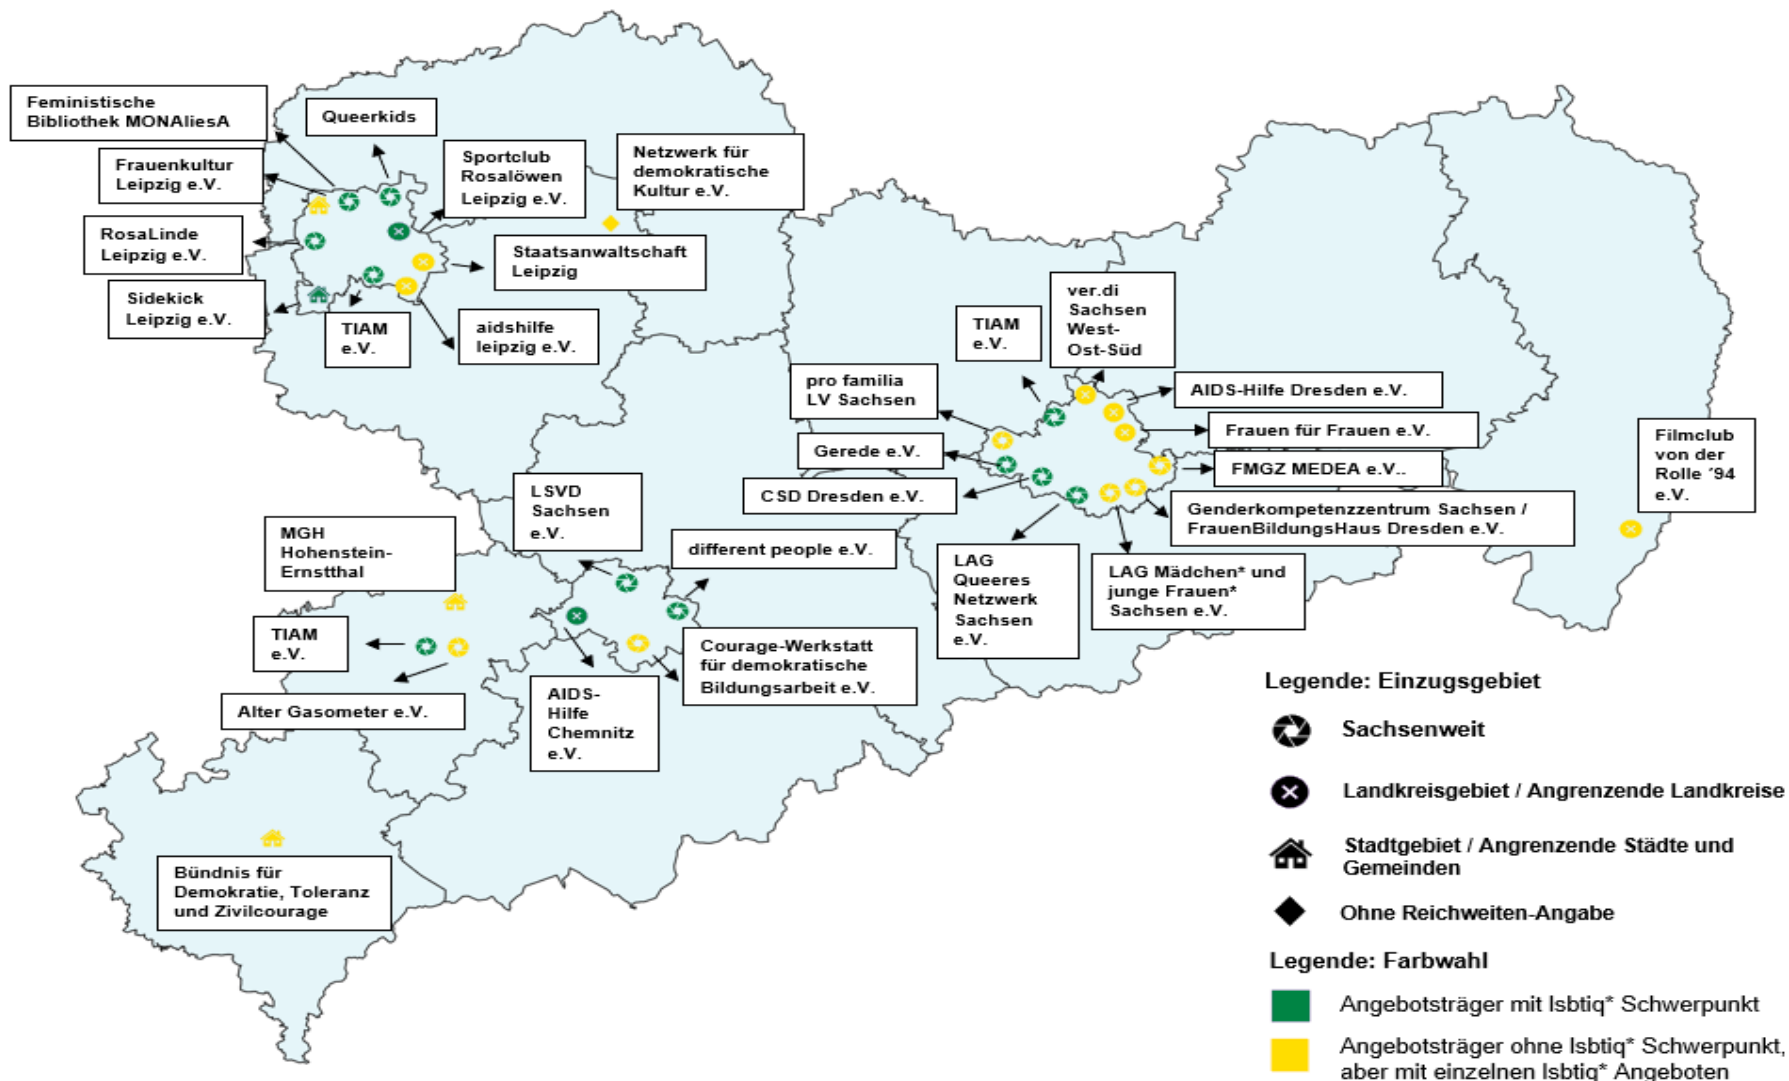 Feministische
Bibliothek MONAliesA
Queerkids
Frauenkultur
Leipzig e.V.
Sportclub
Rosalöwen
Leipzig e.V.
Netzwerk für
demokratische
Kultur e.V.
RosaLinde
Leipzig e.V.
Staatsanwaltschaft
Leipzig
Sidekick
Leipzig e.V.
TIAM
e.V.
aidshilfe
leipzig e.V.
TIAM
e.V.
ver.di
Sachsen
West-
Ost-Süd
pro familia
LV Sachsen
AIDS-Hilfe Dresden e.V.
Gerede e.V.
Frauen für Frauen e.V.
FMGZ MEDEA e.V..
CSD Dresden e.V.
Genderkompetenzzentrum Sachsen /
FrauenBildungsHaus Dresden e.V.
Filmclub
von der
Rolle ´94
e.V.
LSVD
Sachsen
e.V.
MGH
Hohenstein-
Ernstthal
different people e.V.
LAG
Queeres
Netzwerk
Sachsen
e.V.
LAG Mädchen* und
junge Frauen*
Sachsen e.V.
TIAM
e.V.
Courage-Werkstatt
für demokratische
Bildungsarbeit e.V.
Alter Gasometer e.V.
AIDS-
Hilfe
Chemnitz
e.V.
Bündnis für
Demokratie, Toleranz
und Zivilcourage
Legende: Einzugsgebiet
Sachsenweit
Landkreisgebiet / Angrenzende Landkreise
Stadtgebiet / Angrenzende Städte und
Gemeinden
Ohne Reichweiten-Angabe
Legende: Farbwahl
Angebotsträger mit lsbtiq* Schwerpunkt
Angebotsträger ohne lsbtiq* Schwerpunkt,
aber mit einzelnen lsbtiq* Angeboten